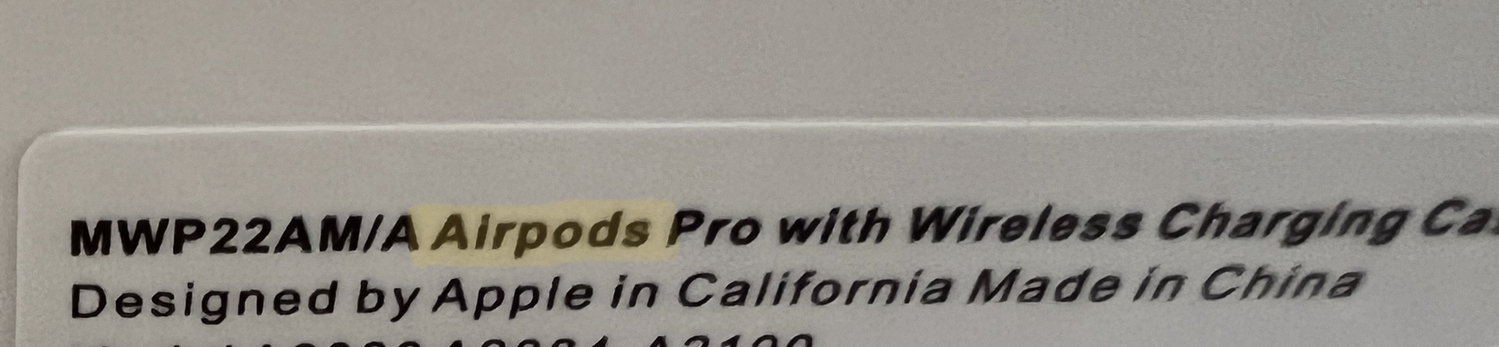 MWP22AM/A Airpods Pro with Wireless Charging
Designed by Apple in California Made in China